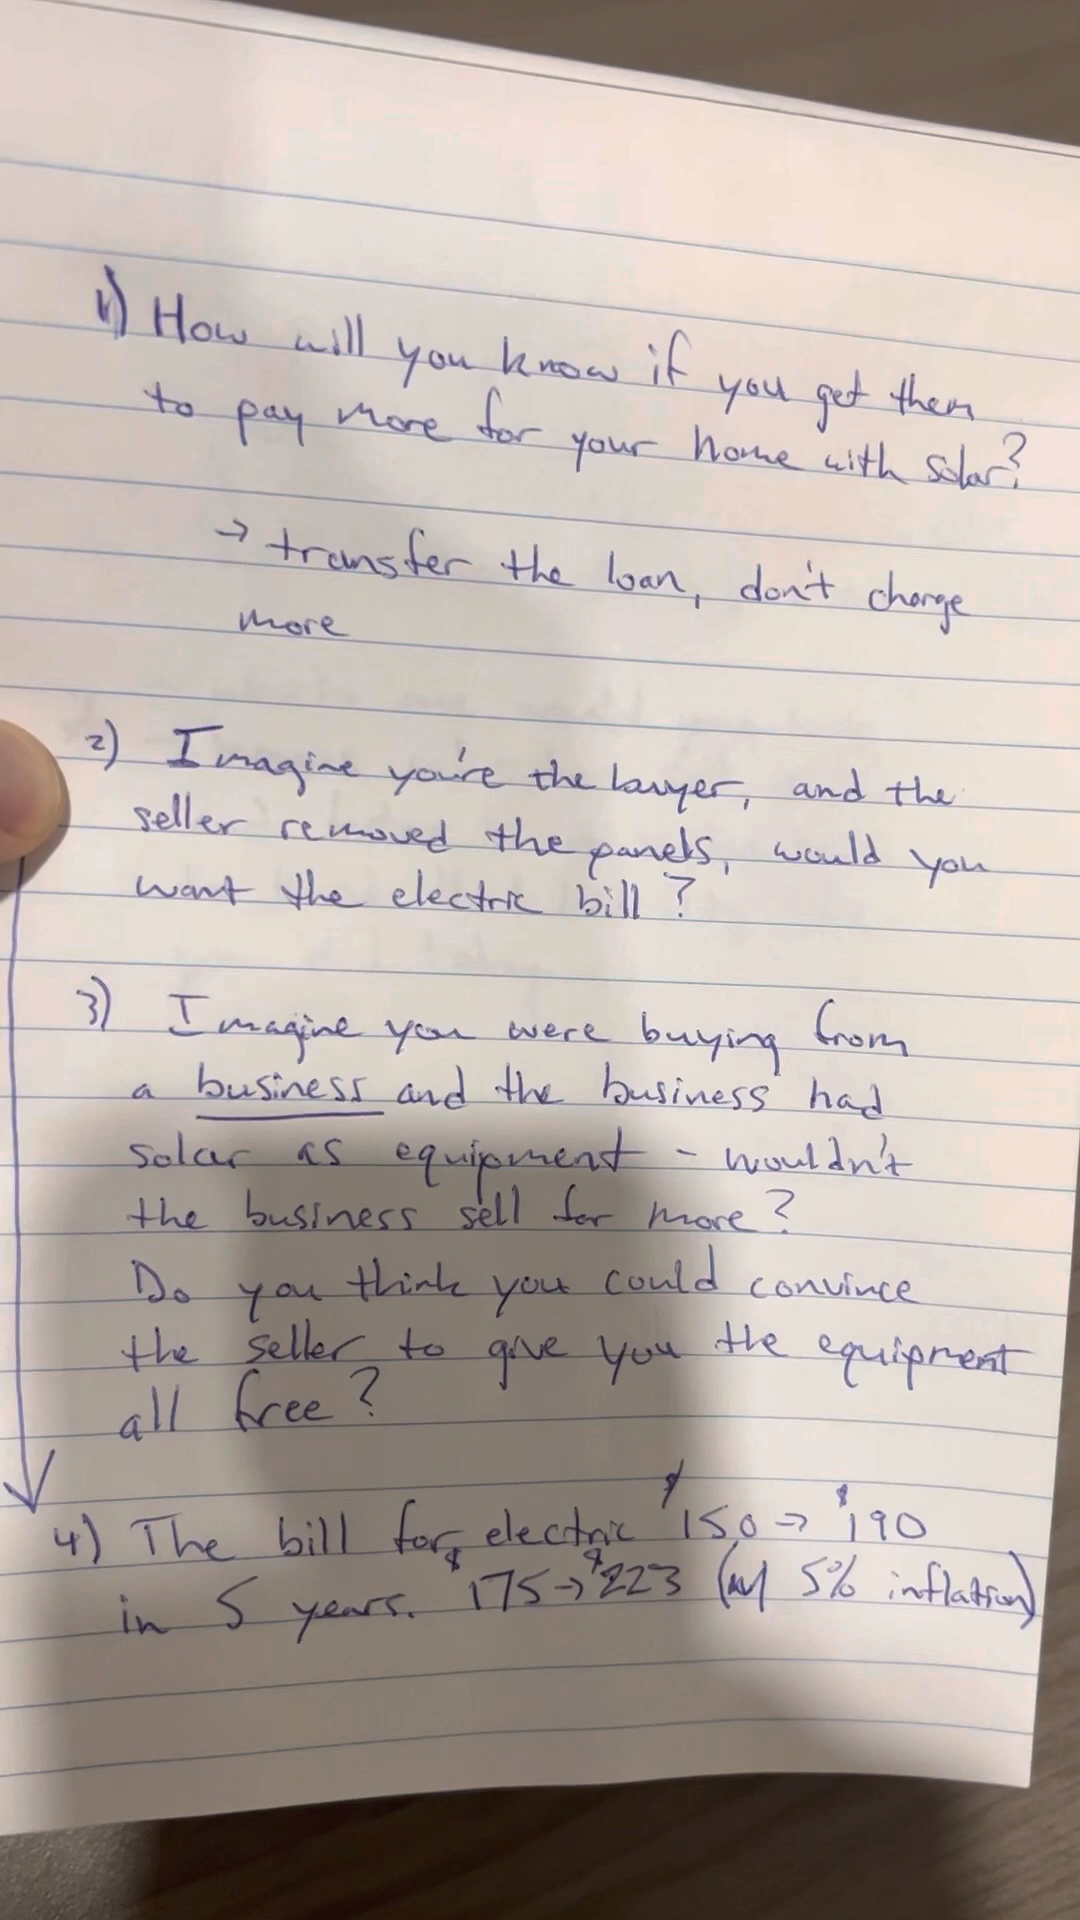 1) How will you know if you get them
to pay more for your home with solar?
→ transfer the loan, don't charge
more
2) Imagine you're the buyer, and the
seller removed the panels, would you
want the electric bill?
3) Imagine you were buying from
a business and the business had
solar as equipment - wouldn't
the business sell for more?
Do you think you could convince
the seller to give you the equipment
all free?
4) The bill for electric $150 → $190
in 5 years. $175 → $223 (w/ 5% inflation)